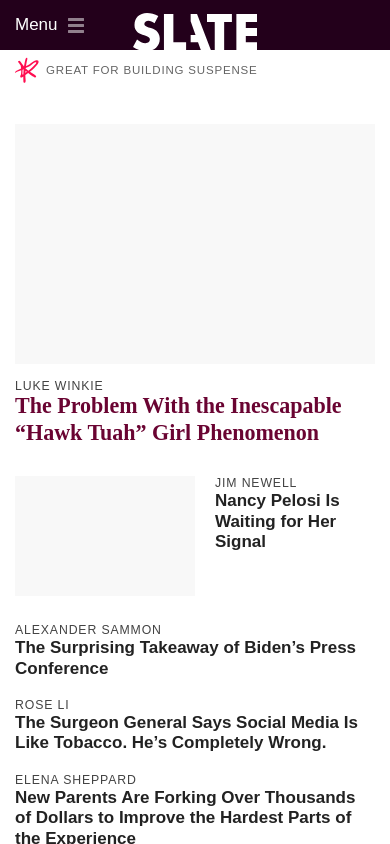 Menu
SLATE
GREAT FOR BUILDING SUSPENSE
LUKE WINKIE
The Problem With the Inescapable
“Hawk Tuah” Girl Phenomenon
JIM NEWELL
Nancy Pelosi Is
Waiting for Her
Signal
ALEXANDER SAMMON
The Surprising Takeaway of Biden’s Press
Conference
ROSE LI
The Surgeon General Says Social Media Is
Like Tobacco. He’s Completely Wrong.
ELENA SHEPPARD
New Parents Are Forking Over Thousands
of Dollars to Improve the Hardest Parts of
the Experience